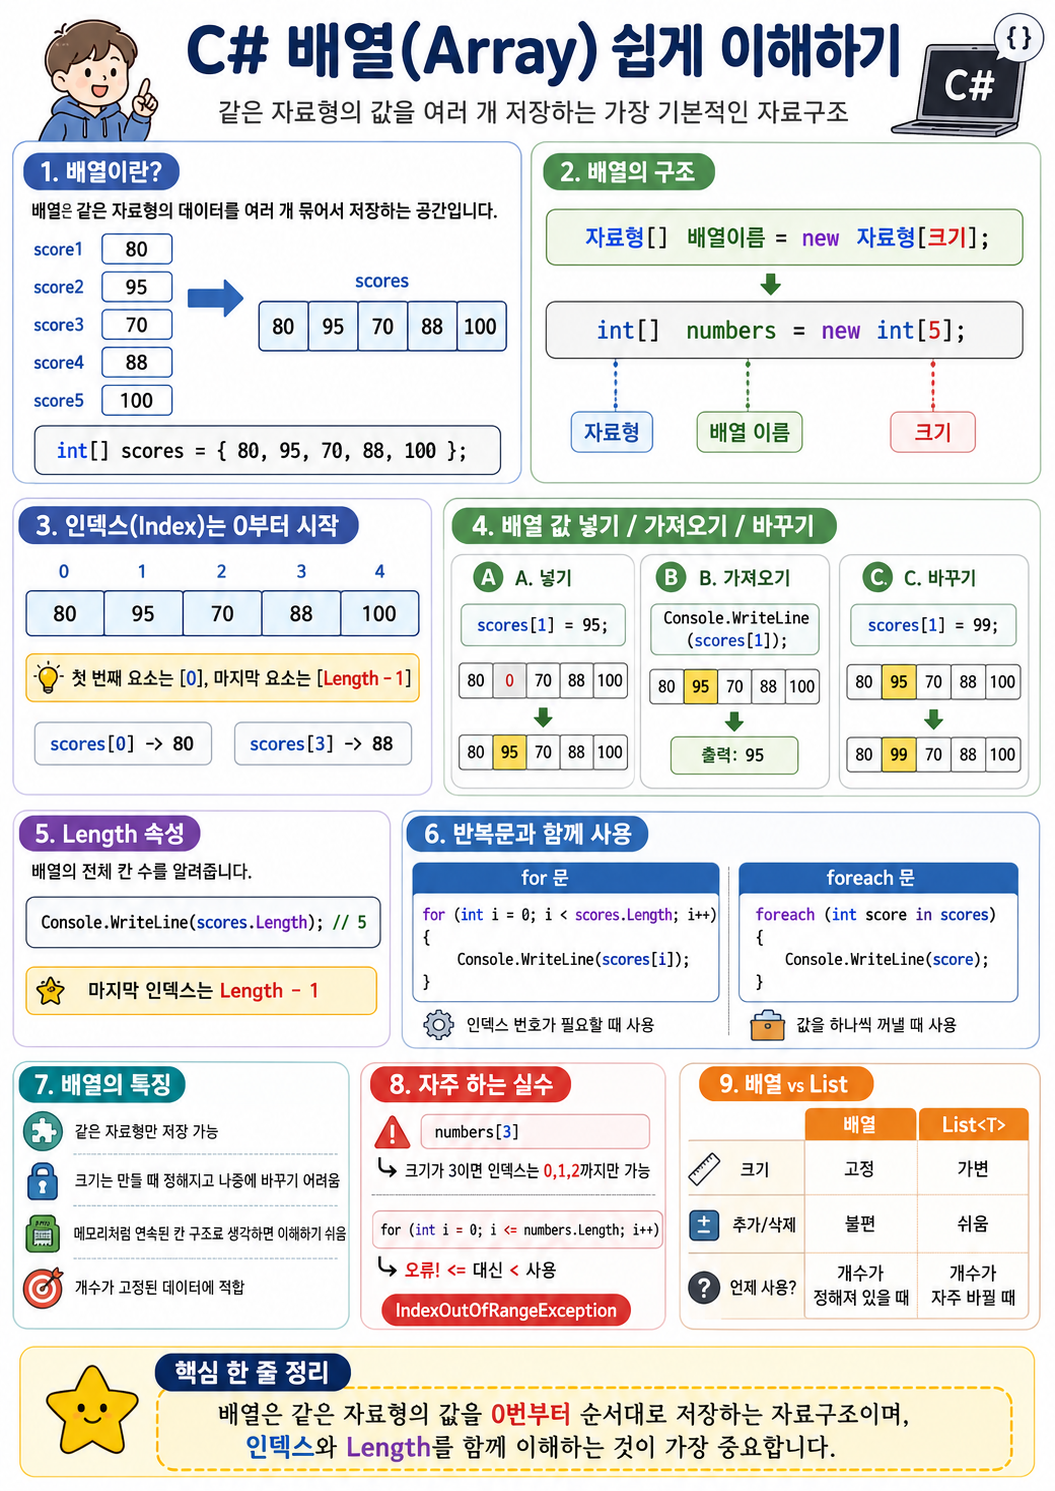 C# 배열(Array) 쉽게 이해하기
{}
C#
같은 자료형의 값을 여러 개 저장하는 가장 기본적인 자료구조
1. 배열이란?
배열은 같은 자료형의 데이터를 여러 개 묶어서 저장하는 공간입니다.
score1 80
score2 95
score3 70
score4 88
score5 100
scores
80 95 70 88 100
int[] scores = { 80, 95, 70, 88, 100 };
2. 배열의 구조
자료형[] 배열이름 = new 자료형[크기];
int[] numbers = new int[5];
자료형 배열 이름 크기
3. 인덱스(Index)는 0부터 시작
0 1 2 3 4
80 95 70 88 100
첫 번째 요소는 [0], 마지막 요소는 [Length - 1]
scores[0] -> 80 scores[3] -> 88
4. 배열 값 넣기 / 가져오기 / 바꾸기
A A. 넣기
scores[1] = 95;
80 0 70 88 100
80 95 70 88 100
B B. 가져오기
Console.WriteLine
(scores[1]);
80 95 70 88 100
출력: 95
C C. 바꾸기
scores[1] = 99;
80 95 70 88 100
80 99 70 88 100
5. Length 속성
배열의 전체 칸 수를 알려줍니다.
Console.WriteLine(scores.Length); // 5
마지막 인덱스는 Length - 1
6. 반복문과 함께 사용
for 문
for (int i = 0; i < scores.Length; i++)
{
Console.WriteLine(scores[i]);
}
인덱스 번호가 필요할 때 사용
foreach 문
foreach (int score in scores)
{
Console.WriteLine(score);
}
값을 하나씩 꺼낼 때 사용
7. 배열의 특징
같은 자료형만 저장 가능
크기는 만들 때 정해지고 나중에 바꾸기 어려움
메모리처럼 연속된 칸 구조로 생각하면 이해하기 쉬움
개수가 고정된 데이터에 적합
8. 자주 하는 실수
numbers[3]
크기가 3이면 인덱스는 0,1,2까지만 가능
for (int i = 0; i <= numbers.Length; i++)
오류! <= 대신 < 사용
IndexOutOfRangeException
9. 배열 vs List
배열 List<T>
크기 고정 가변
추가/삭제 불편 쉬움
언제 사용? 개수가 정해져 있을 때 개수가 자주 바뀔 때
핵심 한 줄 정리
배열은 같은 자료형의 값을 0번부터 순서대로 저장하는 자료구조이며,
인덱스와 Length를 함께 이해하는 것이 가장 중요합니다.